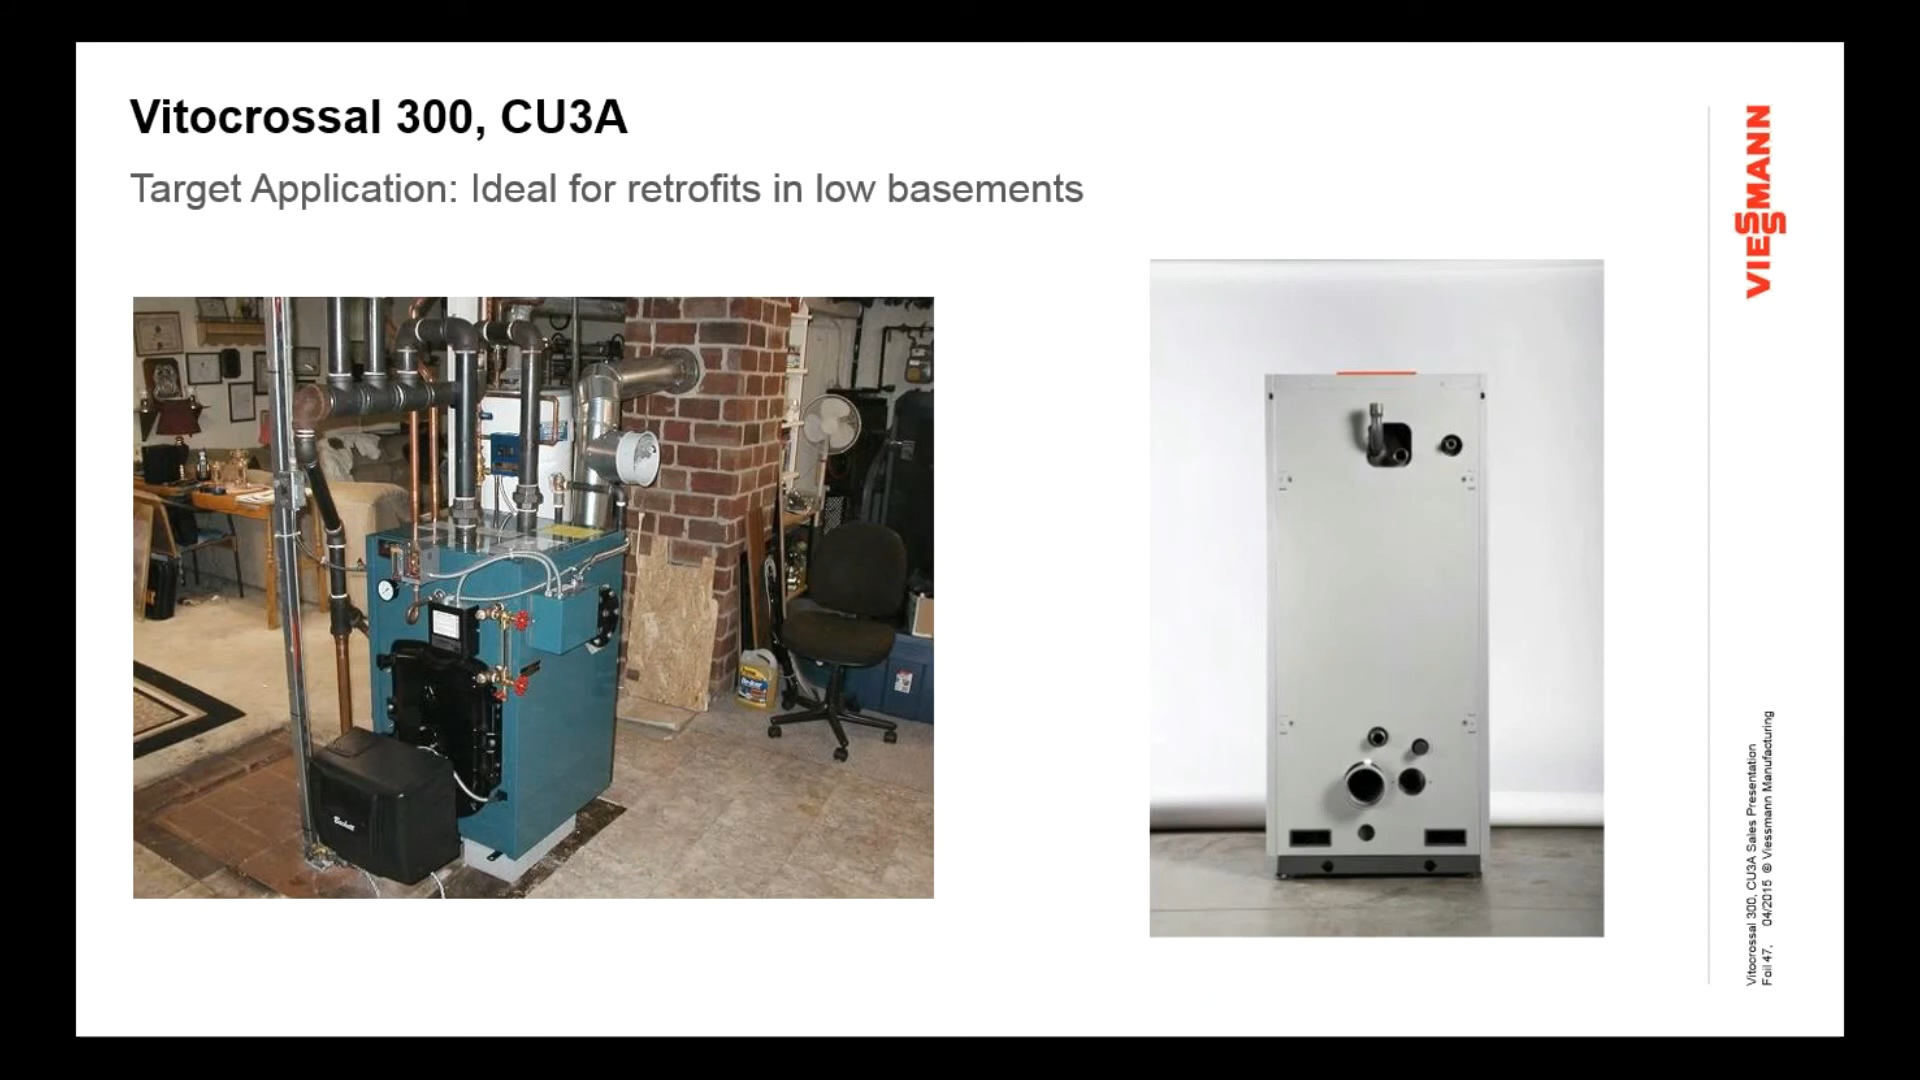 Vitocrossal 300, CU3A
Target Application: Ideal for retrofits in low basements
VIESSMANN
Beckett
Vitocrossal 300, CU3A Sales Presentation
Foil 47. 04/2015 © Viessmann Manufacturing